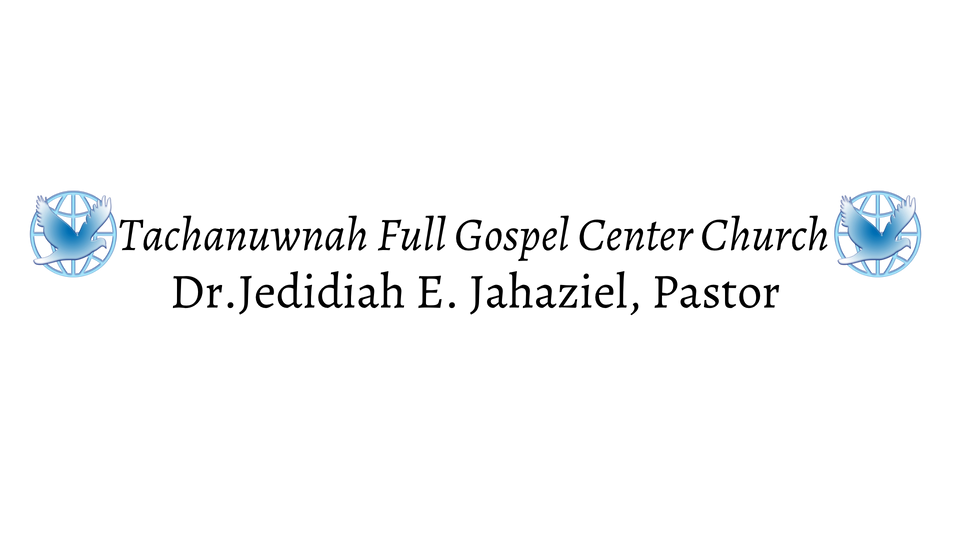 Tachanuwnah Full Gospel Center Church
Dr.Jedidiah E. Jahaziel, Pastor